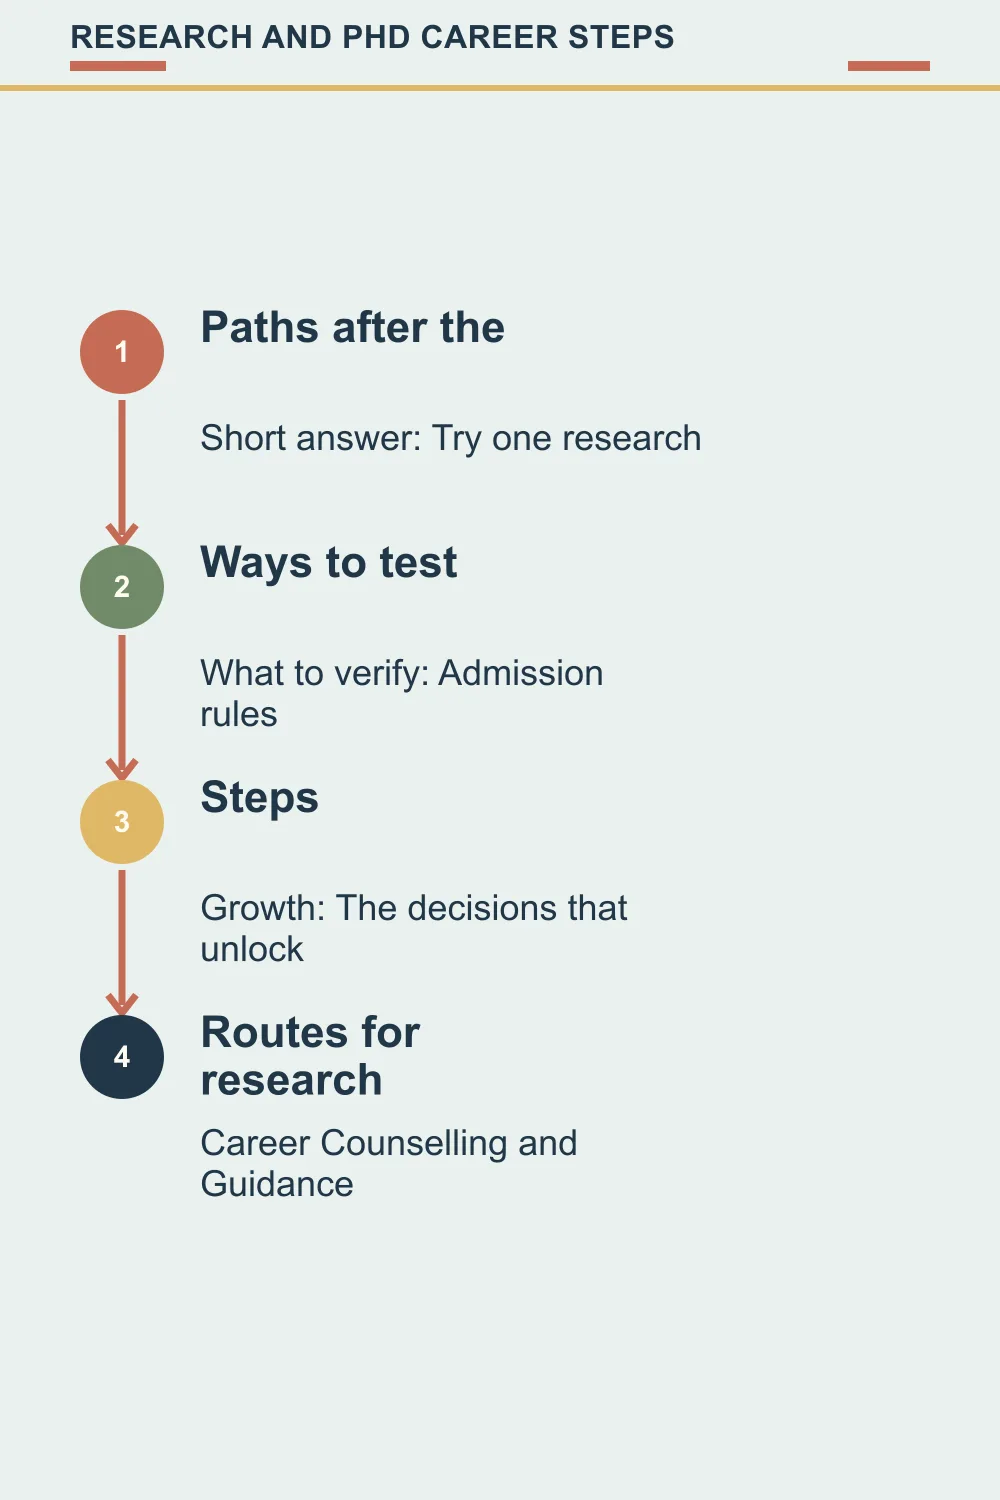 RESEARCH AND PHD CAREER STEPS
1
Paths after the
Short answer: Try one research
2
Ways to test
What to verify: Admission
rules
3
Steps
Growth: The decisions that
unlock
4
Routes for
research
Career Counselling and
Guidance